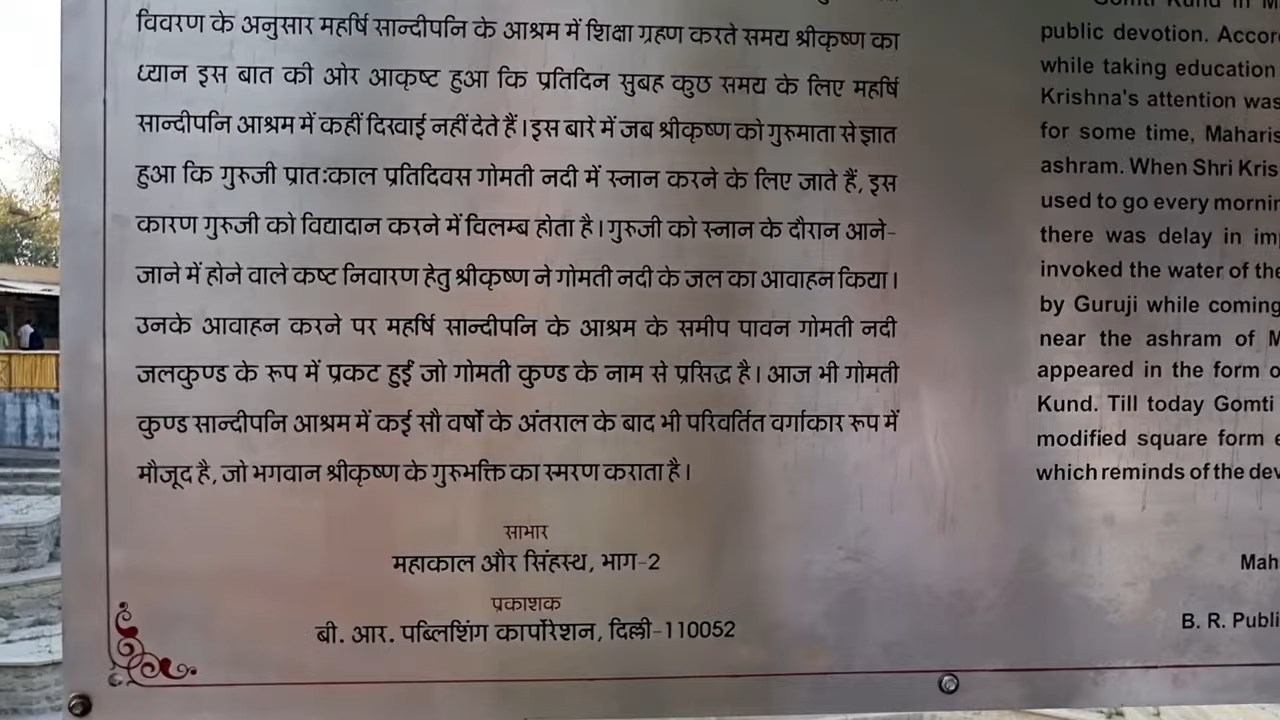 विवरण के अनुसार महर्षि सान्दीपनि के आश्रम में शिक्षा ग्रहण करते समय श्रीकृष्ण का
ध्यान इस बात की ओर आकृष्ट हुआ कि प्रतिदिन सुबह कुछ समय के लिए महर्षि
सान्दीपनि आश्रम में कहीं दिखाई नहीं देते हैं। इस बारे में जब श्रीकृष्ण को गुरुमाता से ज्ञात
हुआ कि गुरूजी प्रातःकाल प्रतिदिवस गोमती नदी में स्नान करने के लिए जाते हैं, इस
कारण गुरूजी को विद्यादान करने में विलम्ब होता है। गुरूजी को स्नान के दौरान आने-
जाने में होने वाले कष्ट निवारण हेतु श्रीकृष्ण ने गोमती नदी के जल का आवाहन किया।
उनके आवाहन करने पर महर्षि सान्दीपनि के आश्रम के समीप पावन गोमती नदी
जलकुण्ड के रूप में प्रकट हुईं जो गोमती कुण्ड के नाम से प्रसिद्ध है। आज भी गोमती
कुण्ड सान्दीपनि आश्रम में कई सौ वर्षों के अंतराल के बाद भी परिवर्तित वर्गाकार रूप में
मौजूद है, जो भगवान श्रीकृष्ण के गुरुभक्ति का स्मरण कराता है।
साभार
महाकाल और सिंहस्थ, भाग-2
प्रकाशक
बी. आर. पब्लिशिंग कार्पोरेशन, दिल्ली-110052
public devotion. Accor
while taking education
Krishna's attention was
for some time, Maharis
ashram. When Shri Kris
used to go every mornin
there was delay in im
invoked the water of the
by Guruji while coming
near the ashram of M
appeared in the form o
Kund. Till today Gomti
modified square form e
which reminds of the dev
Mah
B. R. Publi